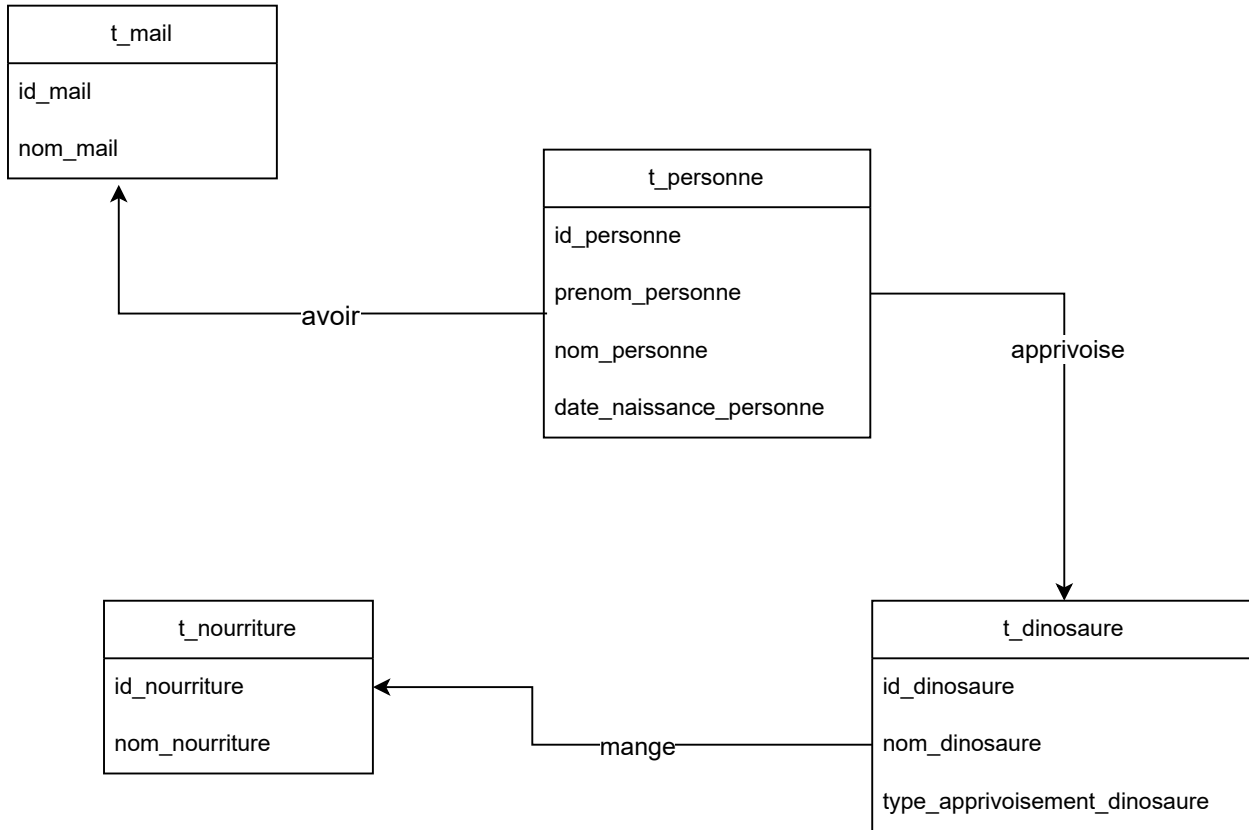 t_mail
id_mail
nom_mail
t_personne
id_personne
prenom_personne
nom_personne
date_naissance_personne
avoir
apprivoise
t_nourriture
id_nourriture
nom_nourriture
mange
t_dinosaure
id_dinosaure
nom_dinosaure
type_apprivoisement_dinosaure